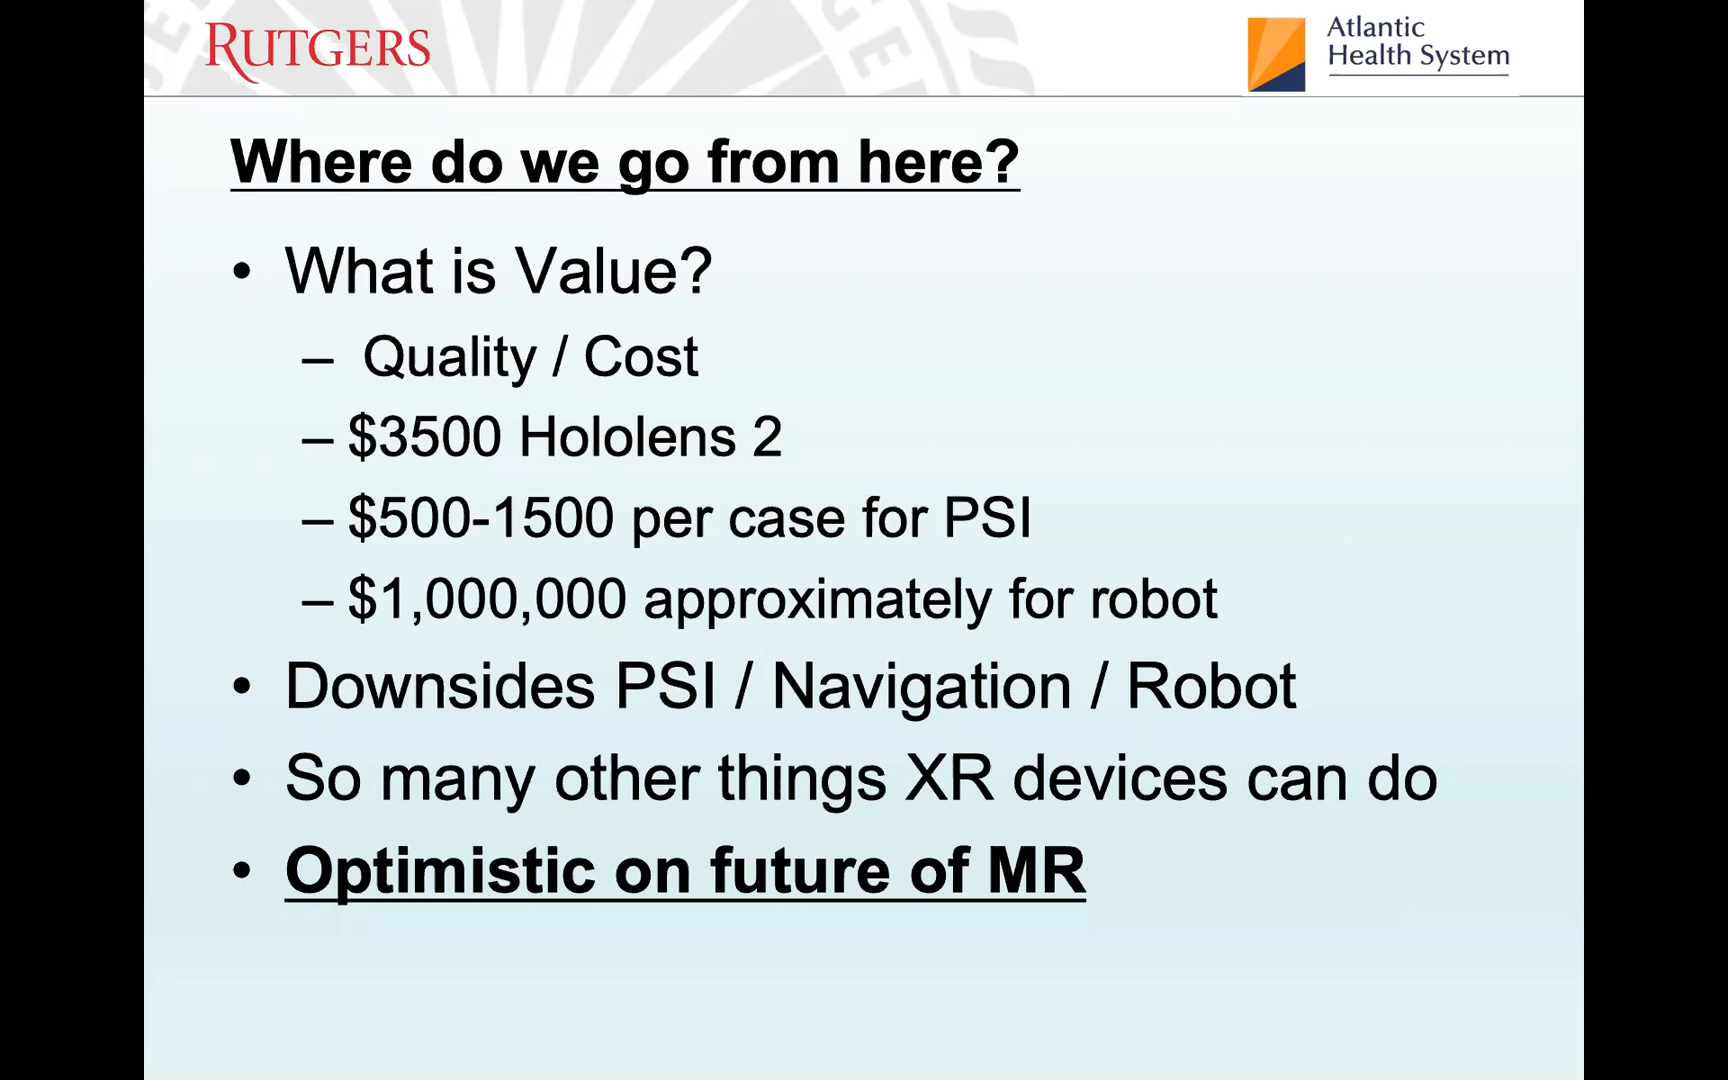 RUTGERS
Atlantic
Health System
Where do we go from here?
• What is Value?
– Quality / Cost
– $3500 Hololens 2
– $500-1500 per case for PSI
– $1,000,000 approximately for robot
• Downsides PSI / Navigation / Robot
• So many other things XR devices can do
• Optimistic on future of MR